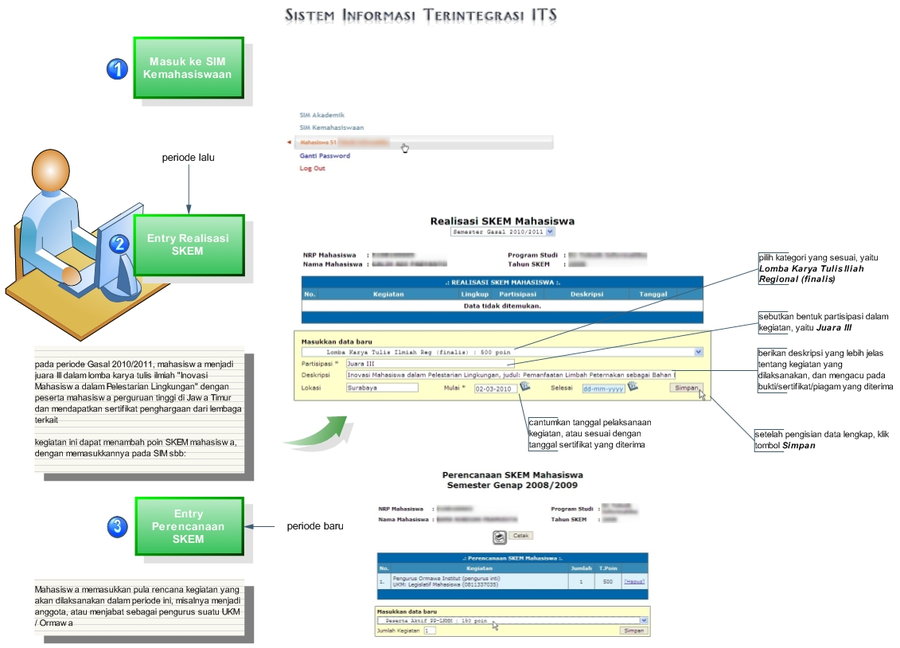 Sistem Informasi Terintegrasi ITS
1
Masuk ke SIM
Kemahasiswaan
SIM Akademik
SIM Kemahasiswaan
Mahasiswa S1
Ganti Password
Log Out
periode lalu
2
Entry Realisasi
SKEM
Realisasi SKEM Mahasiswa
Semester Gasal 2010/2011
NRP Mahasiswa :
Program Studi :
Nama Mahasiswa :
Tahun SKEM :
.: REALISASI SKEM MAHASISWA :.
No. Kegiatan Lingkup Partisipasi Deskripsi Tanggal
Data tidak ditemukan.
Masukkan data baru
Lomba Karya Tulis Ilmiah Reg (finalis) : 500 poin
Partisipasi * Juara III
Deskripsi Inovasi Mahasiswa dalam Pelestarian Lingkungan, judul: Pemanfaatan Limbah Peternakan sebagai Bahan
Lokasi Surabaya Mulai * 02-03-2010 Selesai dd-mm-yyyy Simpan
pilih kategori yang sesuai, yaitu
Lomba Karya Tulis Iliah
Regional (finalis)
sebutkan bentuk partisipasi dalam
kegiatan, yaitu Juara III
berikan deskripsi yang lebih jelas
tentang kegiatan yang
dilaksanakan, dan mengacu pada
bukti/sertifikat/piagam yang diterima
cantumkan tanggal pelaksanaan
kegiatan, atau sesuai dengan
tanggal sertifikat yang diterima
setelah pengisian data lengkap, klik
tombol Simpan
pada periode Gasal 2010/2011, mahasiswa menjadi
juara III dalam lomba karya tulis ilmiah "Inovasi
Mahasiswa dalam Pelestarian Lingkungan" dengan
peserta mahasiswa perguruan tinggi di Jawa Timur
dan mendapatkan sertifikat penghargaan dari lembaga
terkait
kegiatan ini dapat menambah poin SKEM mahasiswa,
dengan memasukkannya pada SIM sbb:
3
Entry
Perencanaan
SKEM
periode baru
Perencanaan SKEM Mahasiswa
Semester Genap 2008/2009
NRP Mahasiswa :
Program Studi :
Nama Mahasiswa :
Tahun SKEM :
Cetak
.: Perencanaan SKEM Mahasiswa :.
No. Kegiatan Jumlah T.Poin
1. Pengurus Ormawa Institut (pengurus inti)
UKM: Legislatif Mahasiswa (0811337035) 1 500 [Hapus]
Masukkan data baru
Peserta Aktif PP-LKMM : 150 poin
Jumlah Kegiatan 1 Simpan
Mahasiswa memasukkan pula rencana kegiatan yang
akan dilaksanakan dalam periode ini, misalnya menjadi
anggota, atau menjabat sebagai pengurus suatu UKM
/ Ormawa